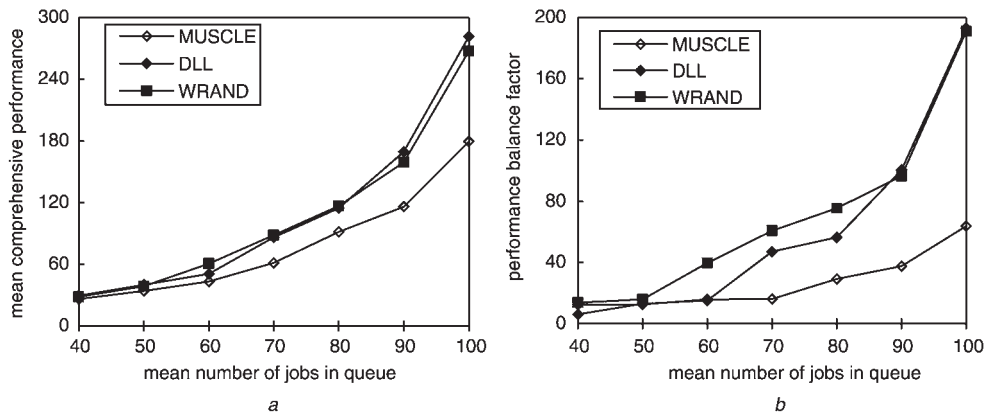 300
240
180
120
60
0
mean comprehensive performance
MUSCLE
DLL
WRAND
40 50 60 70 80 90 100
mean number of jobs in queue
a
200
160
120
80
40
0
performance balance factor
MUSCLE
DLL
WRAND
40 50 60 70 80 90 100
mean number of jobs in queue
b